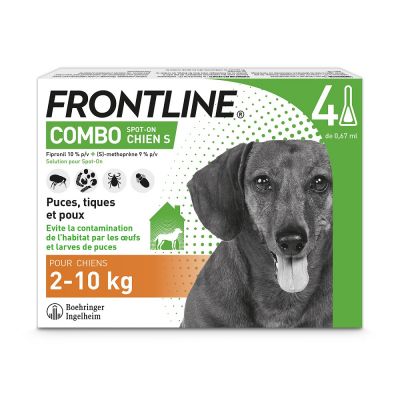 FRONTLINE®
4
de 0,67 ml
COMBO SPOT-ON CHIEN S
Fipronil 10 % p/v + (S)-méthoprène 9 % p/v
Solution pour Spot-On
Puces, tiques
et poux
Evite la contamination
de l'habitat par les œufs
et larves de puces
POUR CHIENS
2-10 kg
Boehringer
Ingelheim